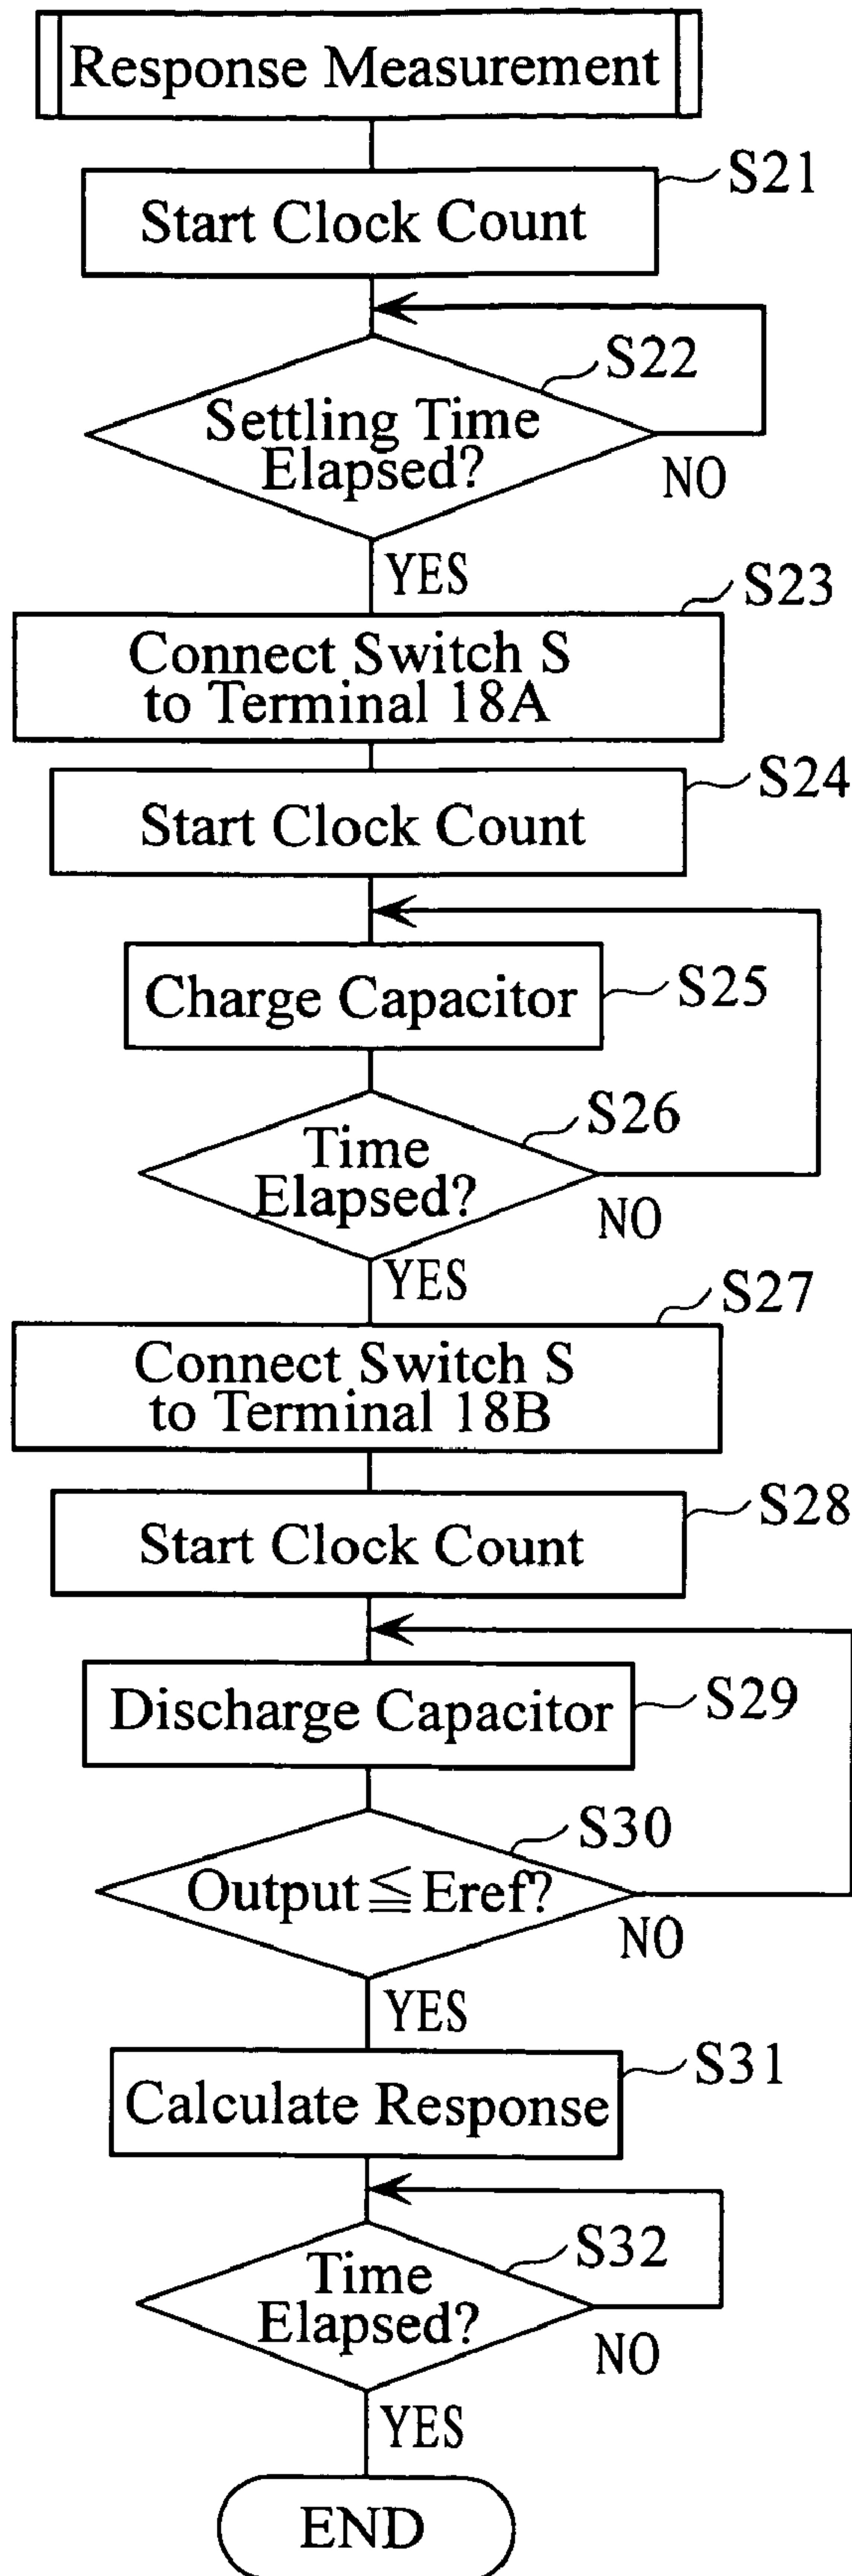 Response Measurement
S21
Start Clock Count
S22
Settling Time
Elapsed?
NO
YES
S23
Connect Switch S
to Terminal 18A
S24
Start Clock Count
Charge Capacitor
S25
S26
Time
Elapsed?
NO
YES
S27
Connect Switch S
to Terminal 18B
S28
Start Clock Count
Discharge Capacitor
S29
S30
Output≦Eref?
NO
YES
S31
Calculate Response
S32
Time
Elapsed?
NO
YES
END